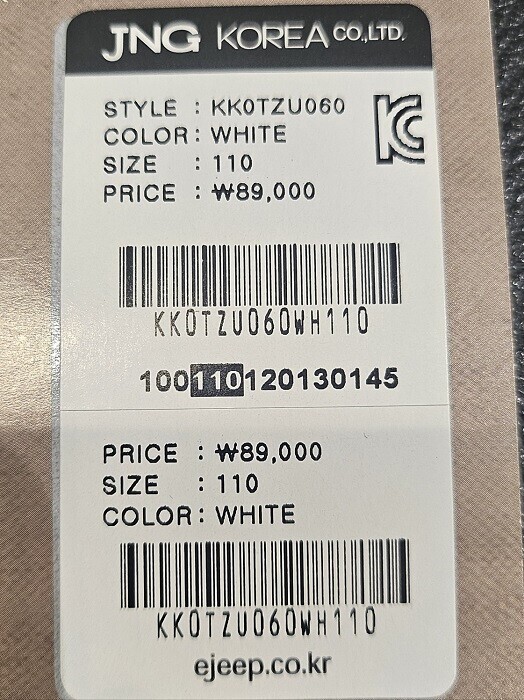 JNG KOREA CO.,LTD.
STYLE : KK0TZU060
COLOR : WHITE
SIZE : 110
PRICE : ₩89,000
KK0TZU060WH110
100110120130145
PRICE : ₩89,000
SIZE : 110
COLOR : WHITE
KK0TZU060WH110
ejeep.co.kr